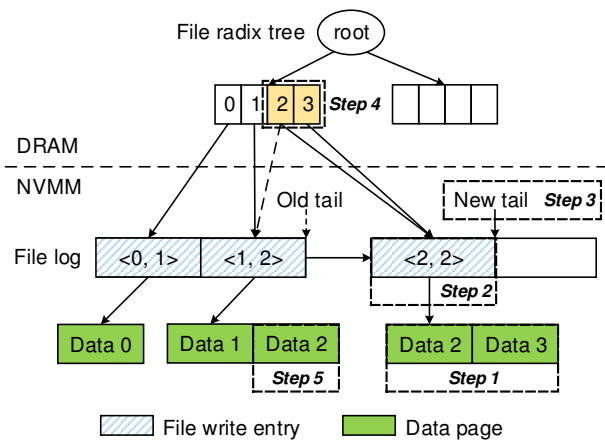 File radix tree
root
0 1 2 3
Step 4
DRAM
NVMM
Old tail
New tail Step 3
File log
<0, 1> <1, 2> <2, 2>
Step 2
Data 0 Data 1 Data 2 Data 2 Data 3
Step 5
Step 1
File write entry
Data page